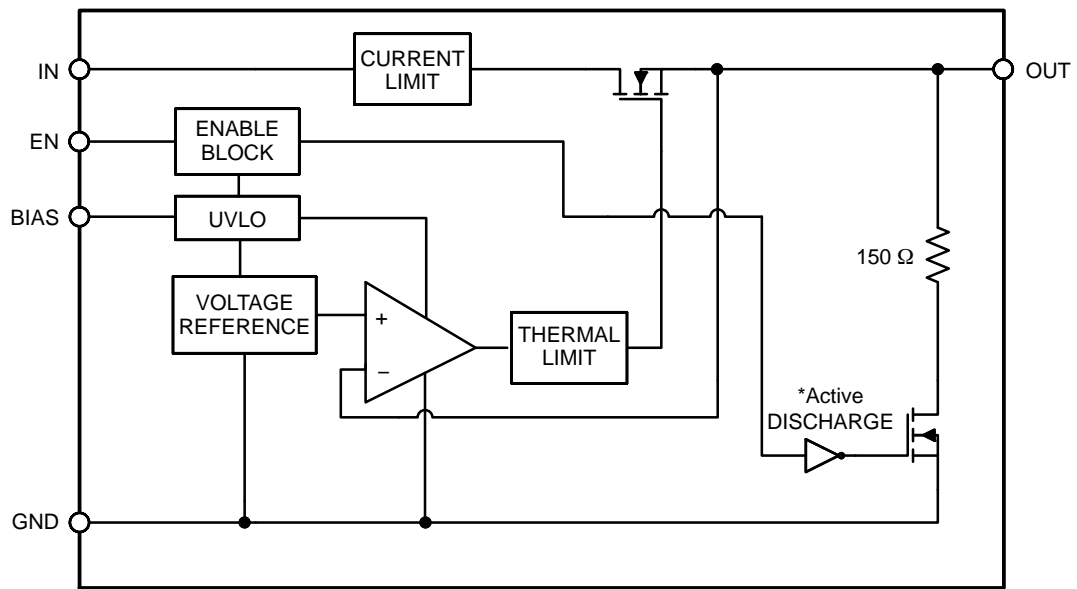 IN
CURRENT
LIMIT
OUT
EN
ENABLE
BLOCK
BIAS
UVLO
150 Ω
VOLTAGE
REFERENCE
+
−
THERMAL
LIMIT
*Active
DISCHARGE
GND